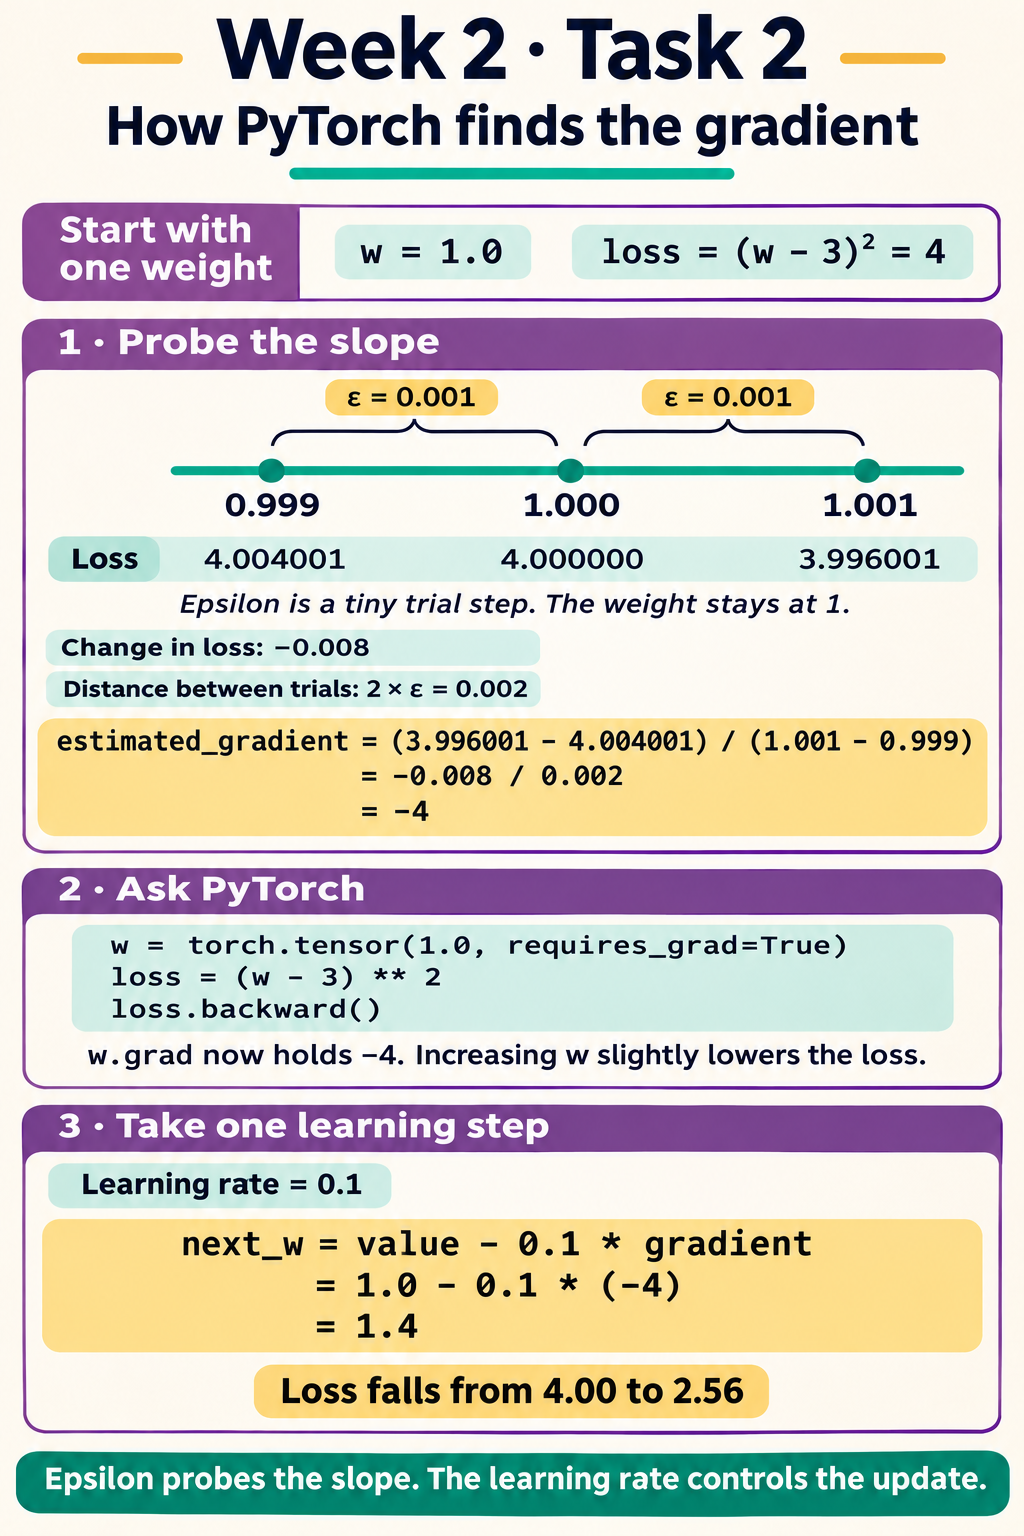 Week 2 · Task 2
How PyTorch finds the gradient
Start with
one weight
w = 1.0
loss = (w − 3)² = 4
1 · Probe the slope
ε = 0.001 ε = 0.001
0.999 1.000 1.001
Loss 4.004001 4.000000 3.996001
Epsilon is a tiny trial step. The weight stays at 1.
Change in loss: −0.008
Distance between trials: 2 × ε = 0.002
estimated_gradient = (3.996001 − 4.004001) / (1.001 − 0.999)
= −0.008 / 0.002
= −4
2 · Ask PyTorch
w = torch.tensor(1.0, requires_grad=True)
loss = (w − 3) ** 2
loss.backward()
w.grad now holds −4. Increasing w slightly lowers the loss.
3 · Take one learning step
Learning rate = 0.1
next_w = value − 0.1 * gradient
= 1.0 − 0.1 * (−4)
= 1.4
Loss falls from 4.00 to 2.56
Epsilon probes the slope. The learning rate controls the update.